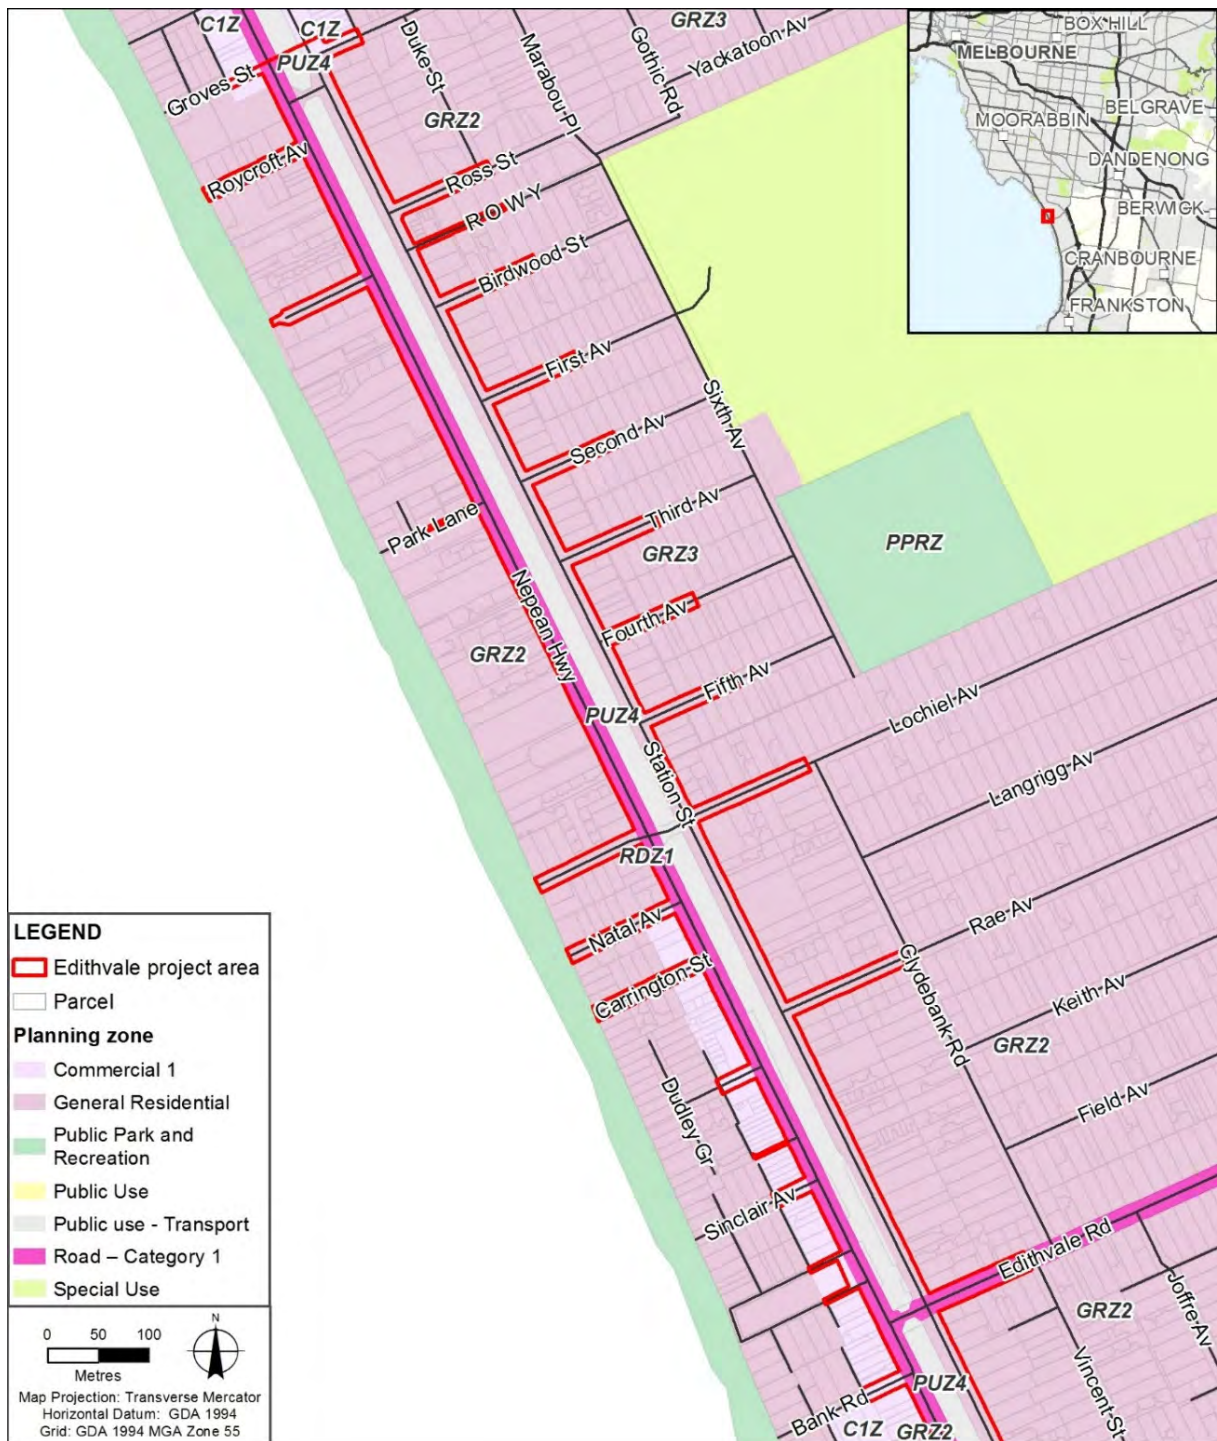 C1Z
C1Z
GRZ3
PUZ4
Groves St
Duke St
Marabou Pl
Gothic Rd
Yackatoon Av
GRZ2
Roycroft Av
Ross St
R O W Y
Birdwood St
First Av
Second Av
Sixth Av
Third Av
GRZ3
PPRZ
Park Lane
Nepean Hwy
Fourth Av
GRZ2
Fifth Av
PUZ4
Station St
Lochiel Av
Langrigg Av
RDZ1
Natal Av
Rae Av
Carrington St
Glydebank Rd
Keith Av
GRZ2
Dudley Gr
Field Av
Sinclair Av
Edithvale Rd
Joffre Av
GRZ2
Vincent St
PUZ4
Bank Rd
C1Z
GRZ2
BOX HILL
MELBOURNE
BELGRAVE
MOORABBIN
DANDENONG
BERWICK
CRANBOURNE
FRANKSTON
LEGEND
Edithvale project area
Parcel
Planning zone
Commercial 1
General Residential
Public Park and
Recreation
Public Use
Public use - Transport
Road – Category 1
Special Use
0 50 100
Metres
N
Map Projection: Transverse Mercator
Horizontal Datum: GDA 1994
Grid: GDA 1994 MGA Zone 55